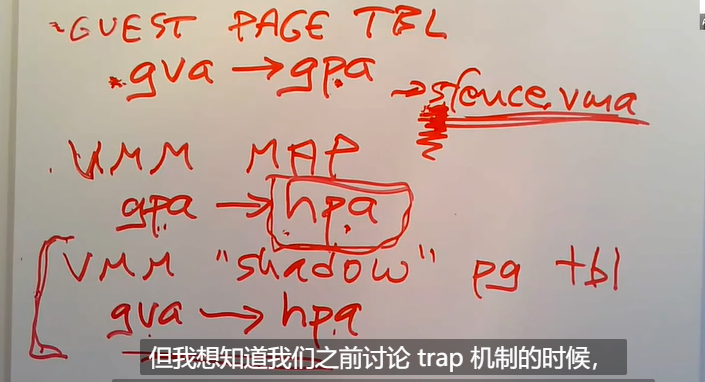 GUEST PAGE TBL
gva → gpa
→ sfence.vma
VMM MAP
gpa → hpa
VMM "shadow" pg tbl
gva → hpa
但我想知道我们之前讨论 trap 机制的时候,